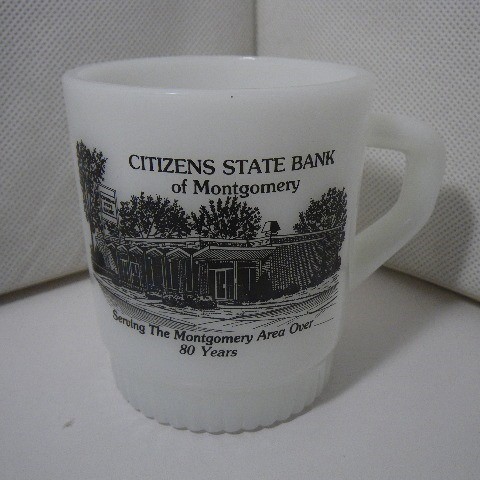 CITIZENS STATE BANK
of Montgomery
Serving The Montgomery Area Over
80 Years